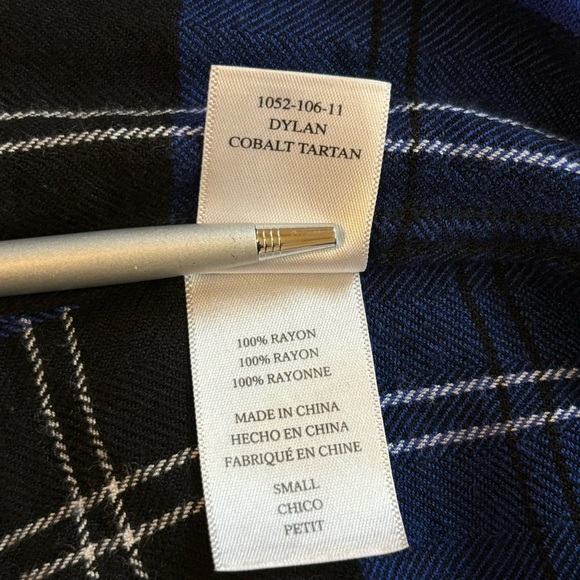 1052-106-11
DYLAN
COBALT TARTAN
100% RAYON
100% RAYON
100% RAYONNE
MADE IN CHINA
HECHO EN CHINA
FABRIQUÉ EN CHINE
SMALL
CHICO
PETIT